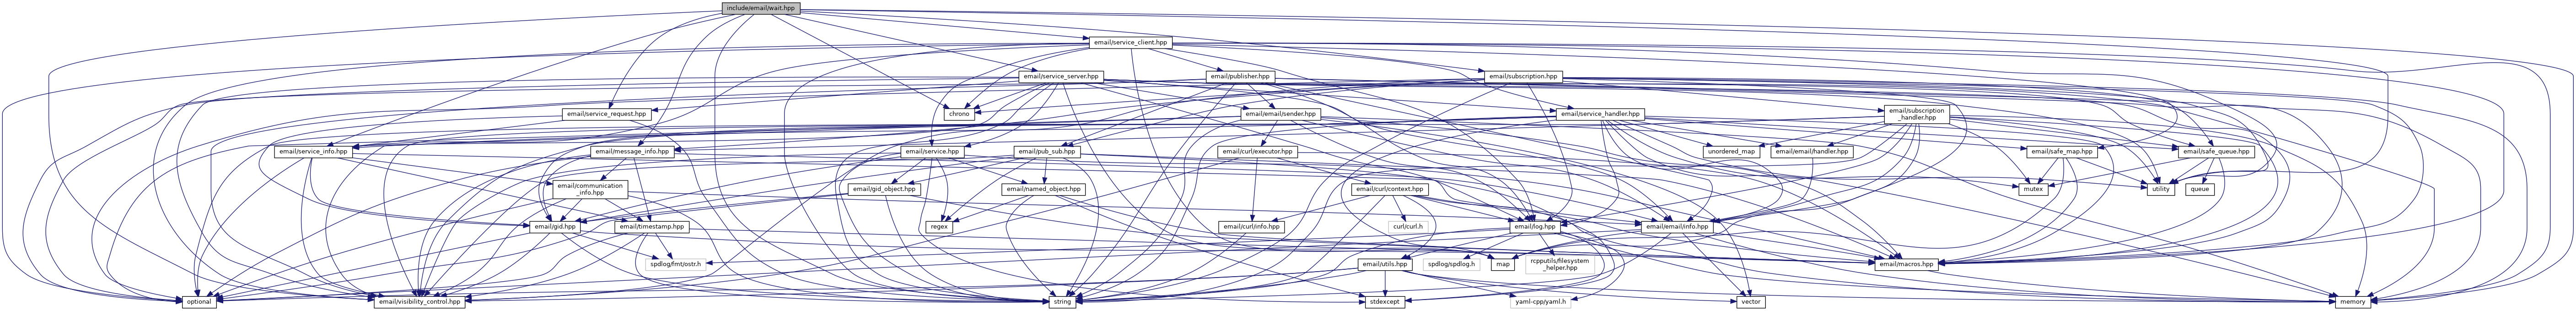 include/email/wait.hpp
email/service_client.hpp
email/service_server.hpp
email/publisher.hpp
email/subscription.hpp
email/service_request.hpp
chrono
email/email/sender.hpp
email/service_handler.hpp
email/subscription
_handler.hpp
email/service_info.hpp
email/message_info.hpp
email/service.hpp
email/pub_sub.hpp
email/curl/executor.hpp
unordered_map
email/email/handler.hpp
email/safe_map.hpp
email/safe_queue.hpp
email/communication
_info.hpp
email/gid_object.hpp
email/named_object.hpp
email/curl/context.hpp
mutex
utility
queue
email/gid.hpp
email/timestamp.hpp
regex
email/curl/info.hpp
curl/curl.h
email/log.hpp
email/email/info.hpp
spdlog/fmt/ostr.h
email/utils.hpp
spdlog/spdlog.h
rcpputils/filesystem
_helper.hpp
map
email/macros.hpp
optional
email/visibility_control.hpp
string
stdexcept
yaml-cpp/yaml.h
vector
memory